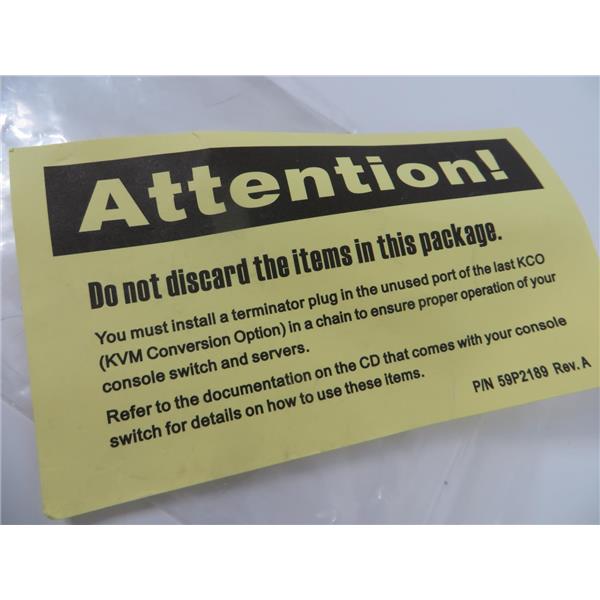 Attention!
Do not discard the items in this package.
You must install a terminator plug in the unused port of the last KCO
(KVM Conversion Option) in a chain to ensure proper operation of your
console switch and servers.
Refer to the documentation on the CD that comes with your console
switch for details on how to use these items.
P/N 59P2189 Rev. A